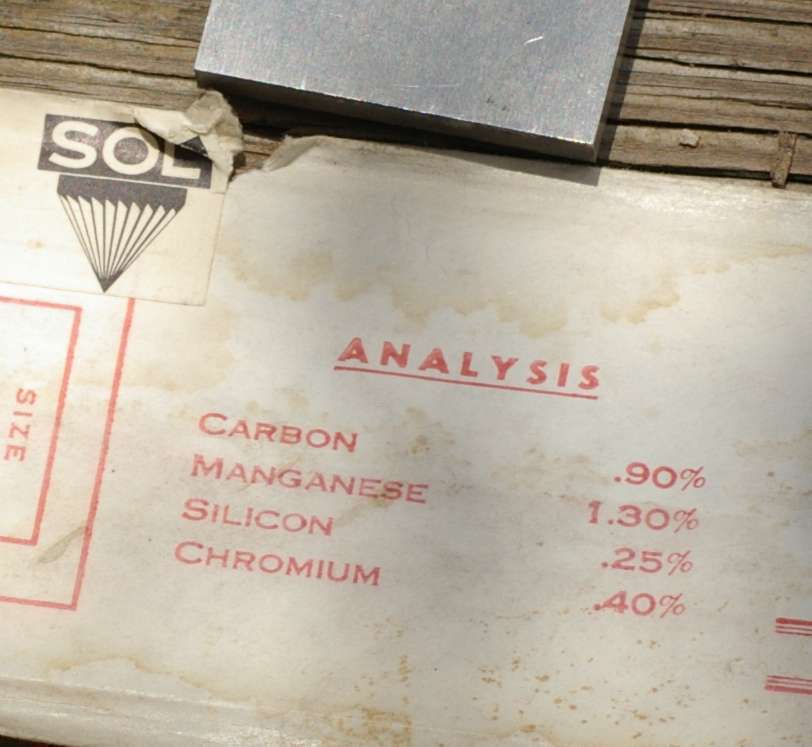 SOL
SIZE
ANALYSIS
CARBON .90%
MANGANESE 1.30%
SILICON .25%
CHROMIUM .40%